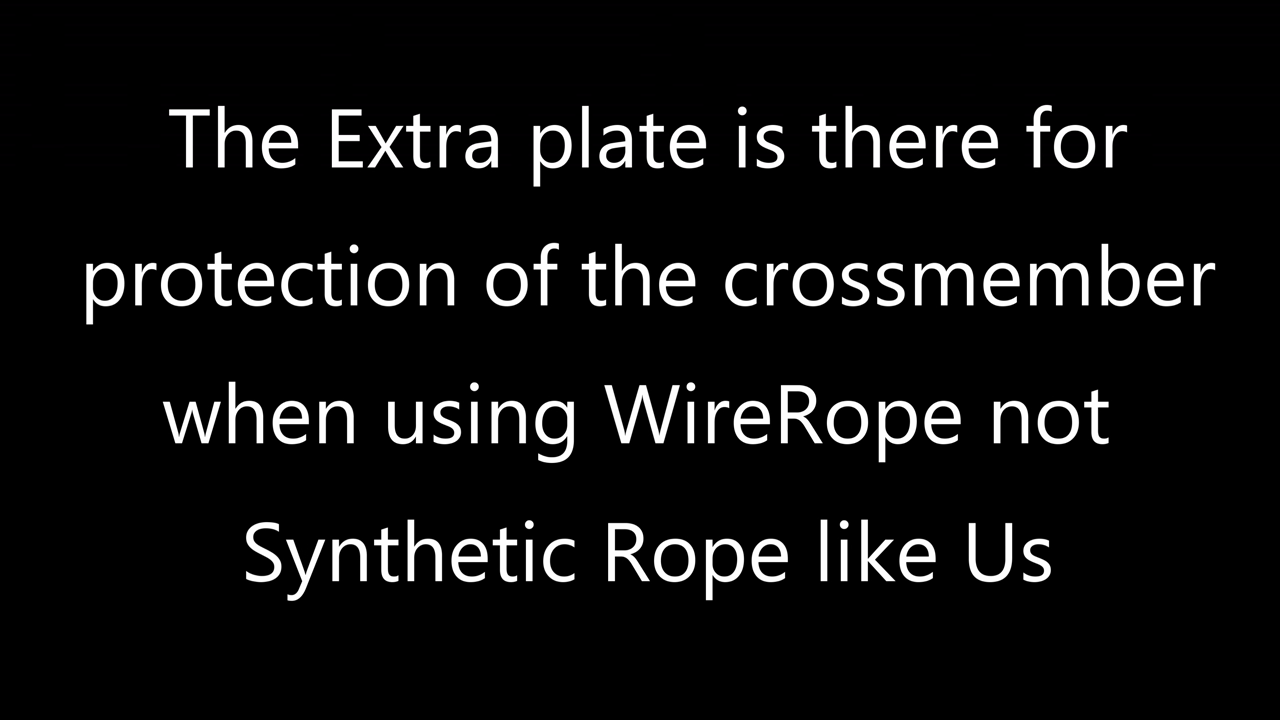 The Extra plate is there for
protection of the crossmember
when using WireRope not
Synthetic Rope like Us